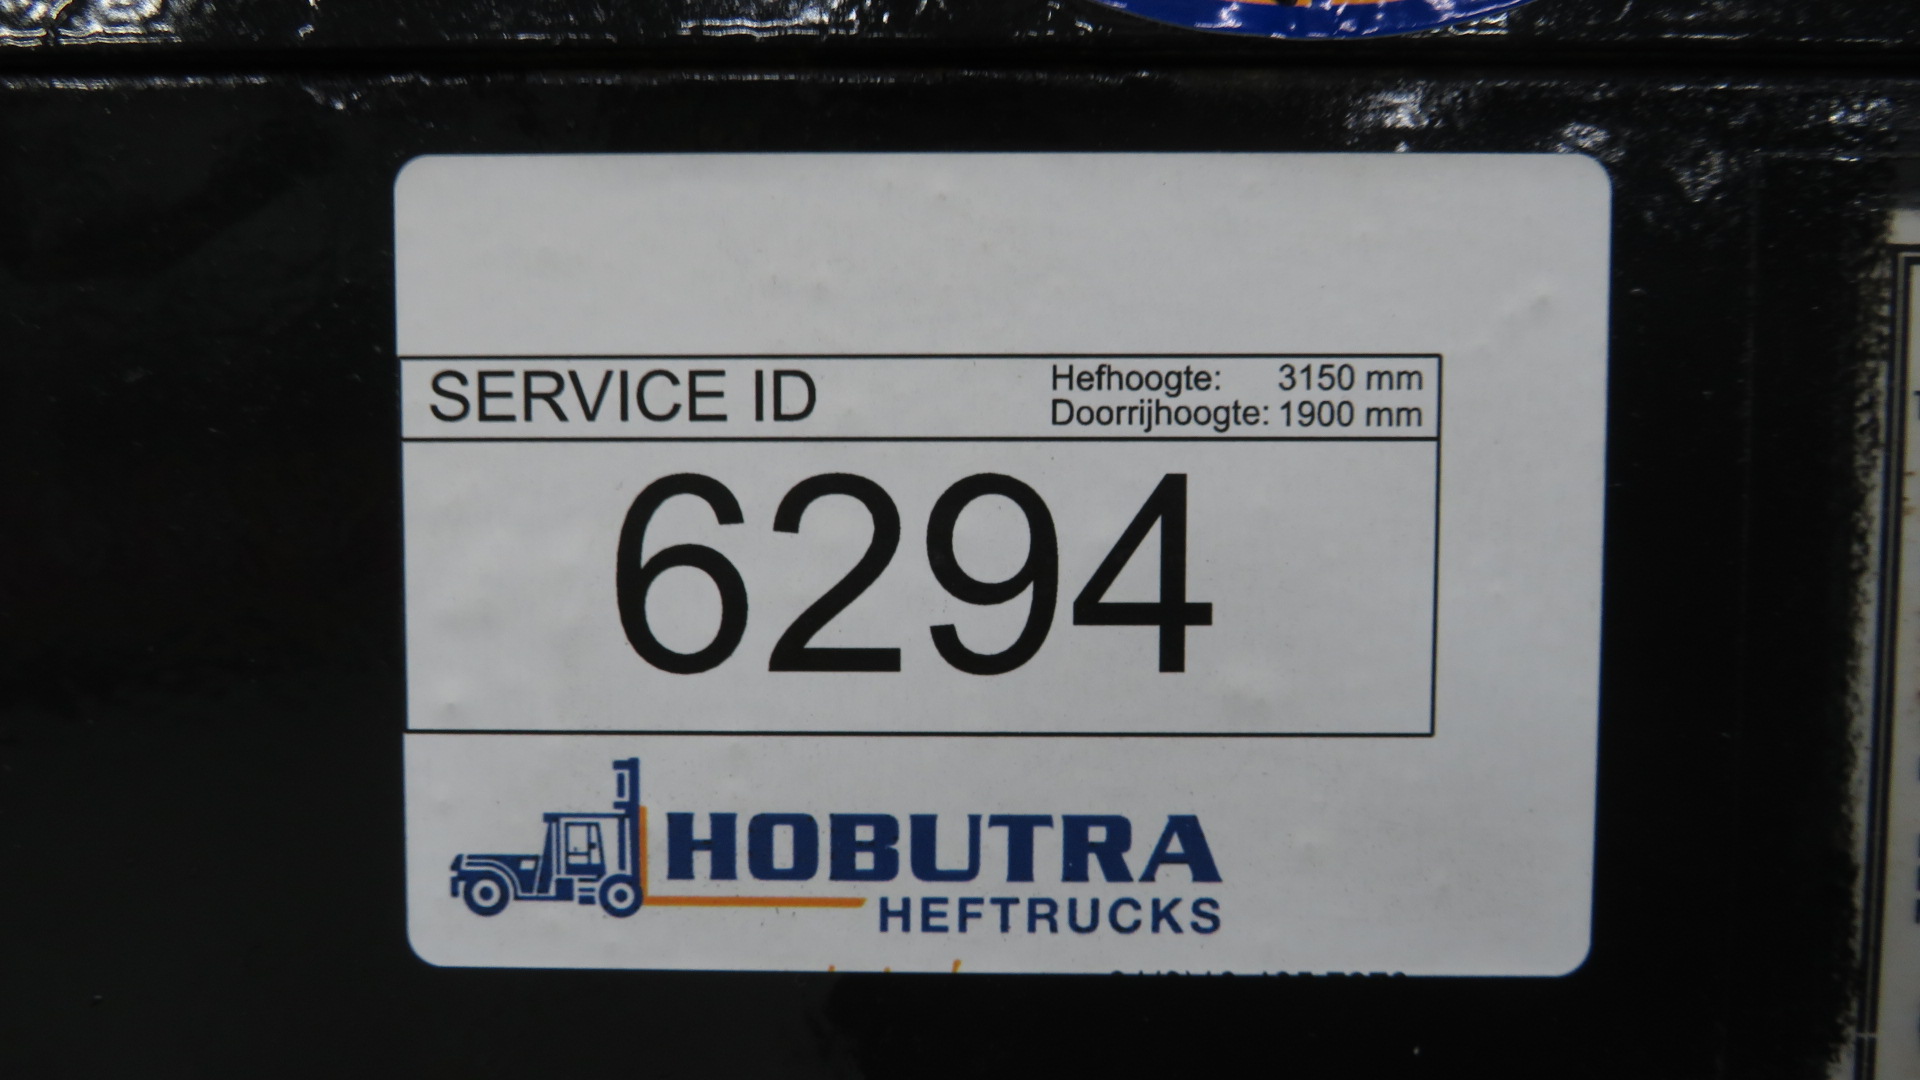 SERVICE ID
Hefhoogte: 3150 mm
Doorrijhoogte: 1900 mm
6294
HOBUTRA
HEFTRUCKS